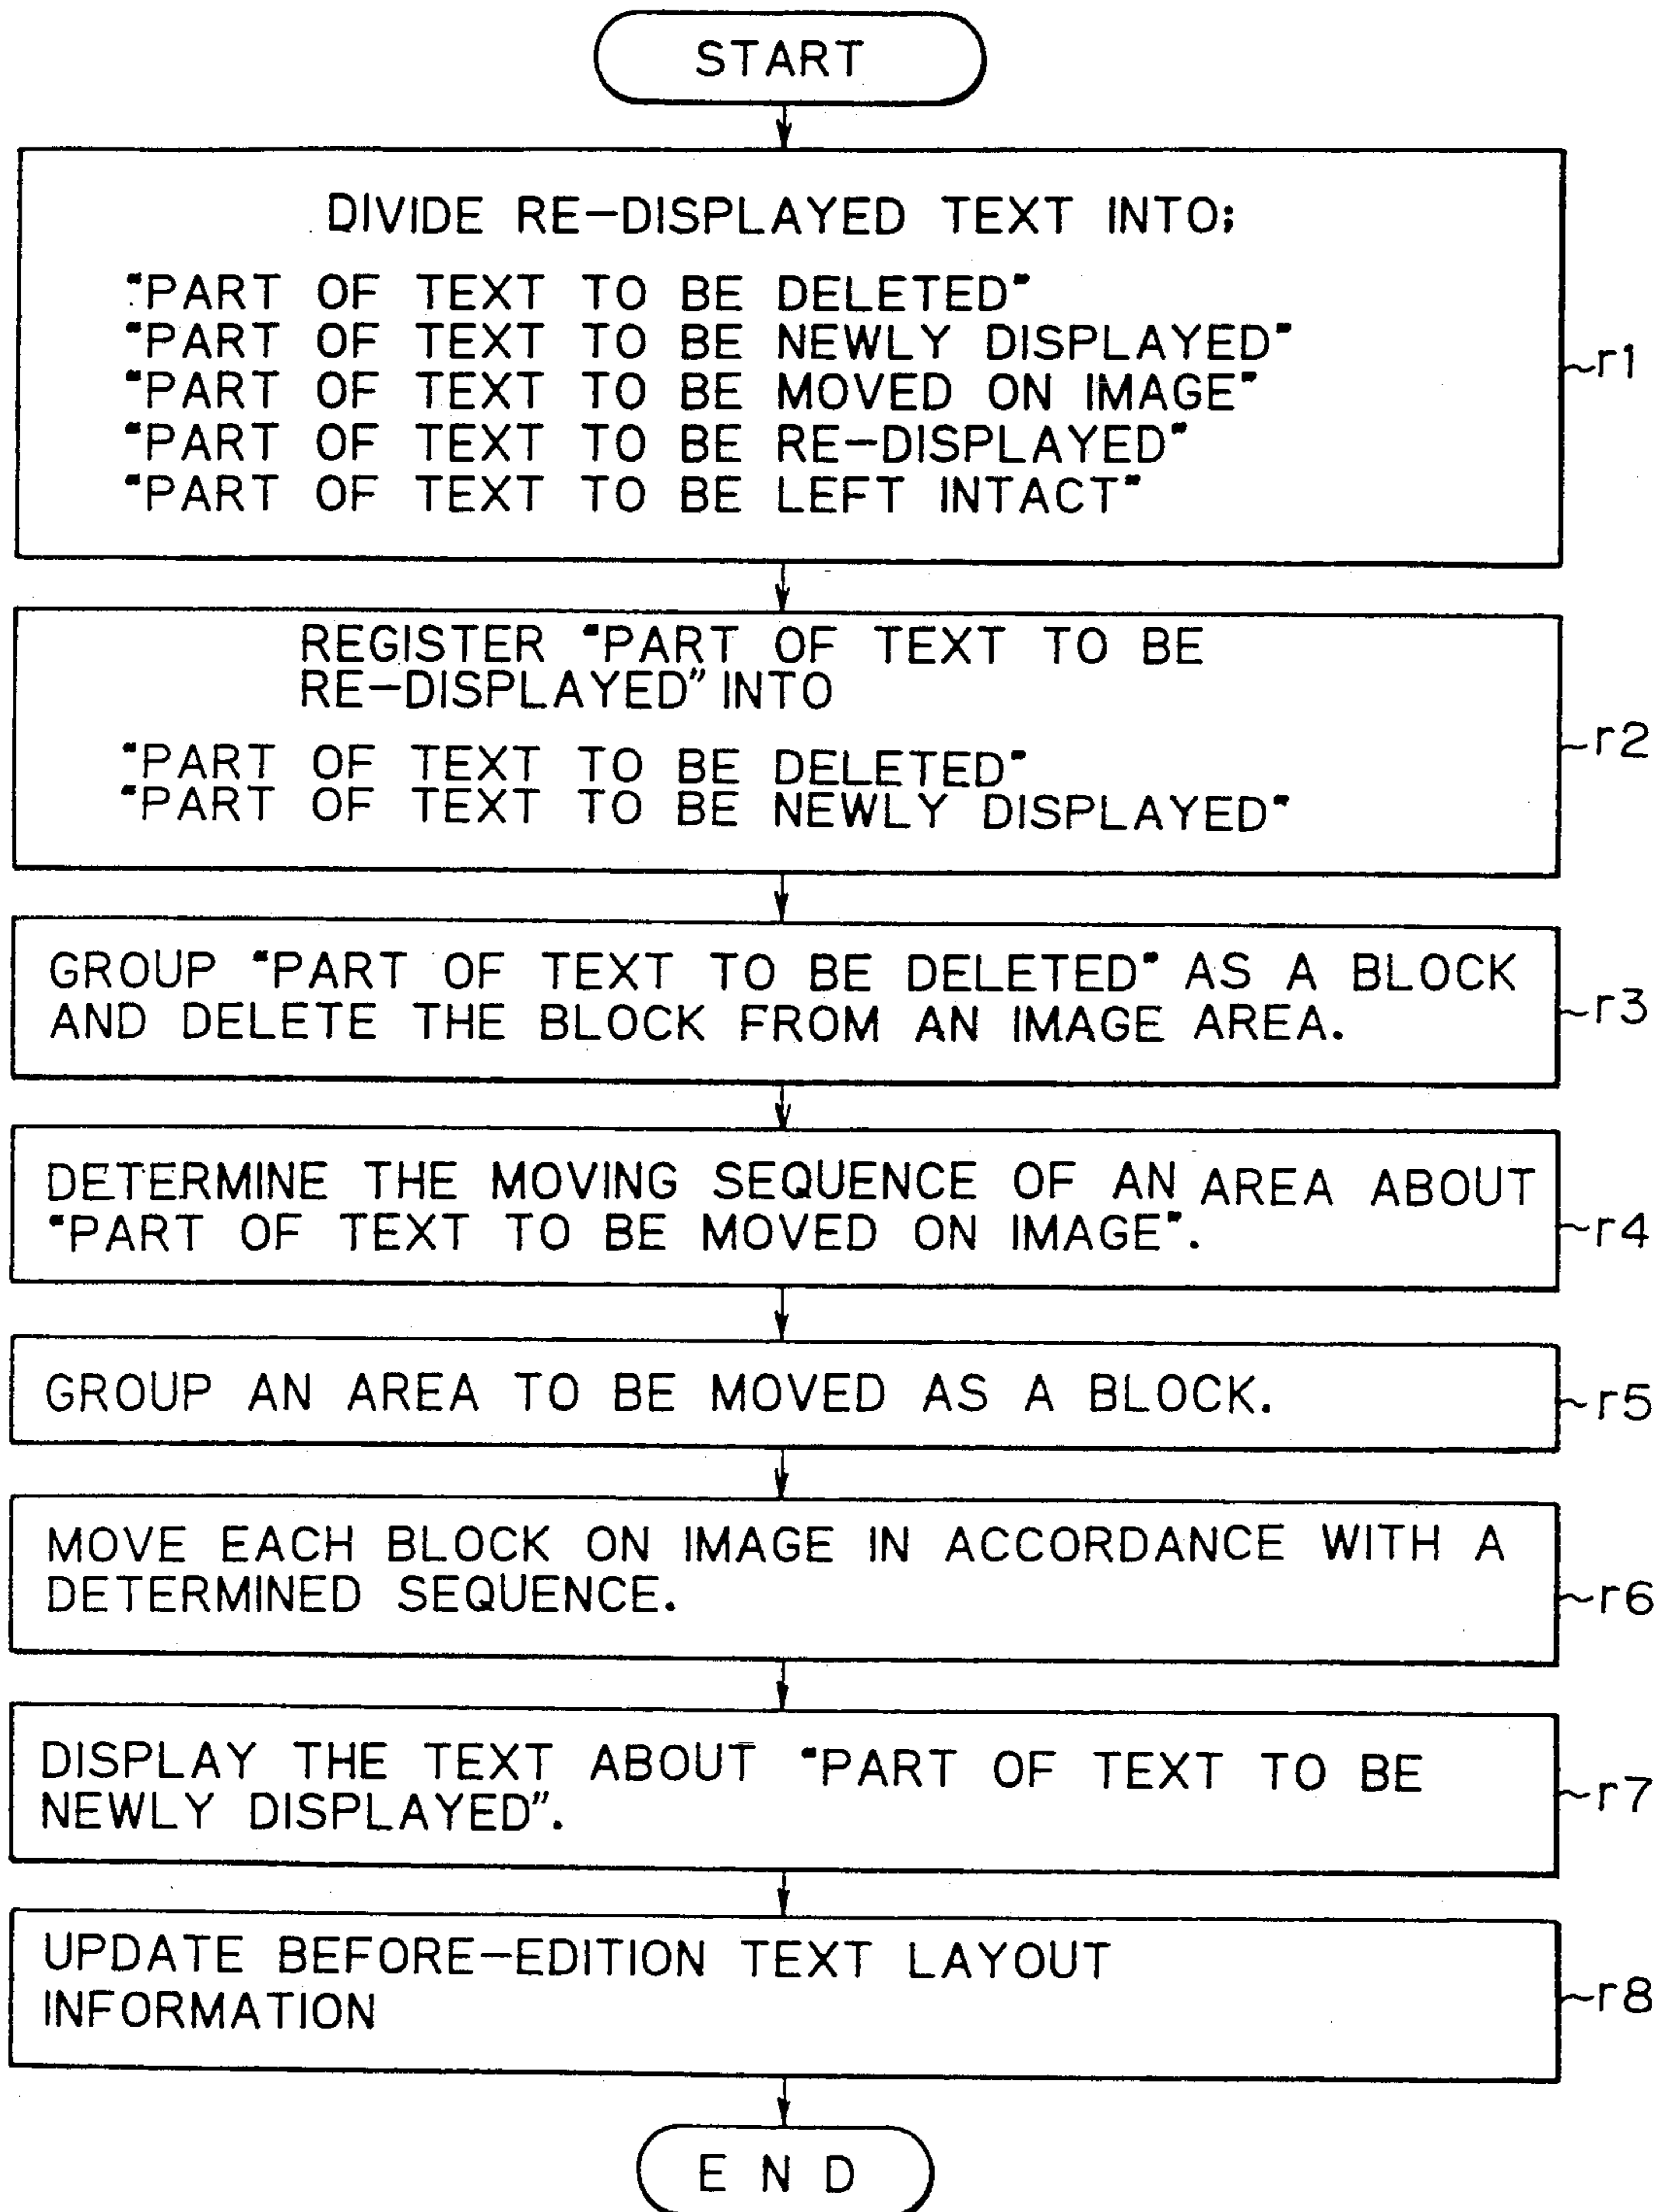 START
DIVIDE RE-DISPLAYED TEXT INTO;
"PART OF TEXT TO BE DELETED"
"PART OF TEXT TO BE NEWLY DISPLAYED"
"PART OF TEXT TO BE MOVED ON IMAGE"
"PART OF TEXT TO BE RE-DISPLAYED"
"PART OF TEXT TO BE LEFT INTACT"
r1
REGISTER "PART OF TEXT TO BE
RE-DISPLAYED" INTO
"PART OF TEXT TO BE DELETED"
"PART OF TEXT TO BE NEWLY DISPLAYED"
r2
GROUP "PART OF TEXT TO BE DELETED" AS A BLOCK
AND DELETE THE BLOCK FROM AN IMAGE AREA.
r3
DETERMINE THE MOVING SEQUENCE OF AN AREA ABOUT
"PART OF TEXT TO BE MOVED ON IMAGE".
r4
GROUP AN AREA TO BE MOVED AS A BLOCK.
r5
MOVE EACH BLOCK ON IMAGE IN ACCORDANCE WITH A
DETERMINED SEQUENCE.
r6
DISPLAY THE TEXT ABOUT "PART OF TEXT TO BE
NEWLY DISPLAYED".
r7
UPDATE BEFORE-EDITION TEXT LAYOUT
INFORMATION
r8
END